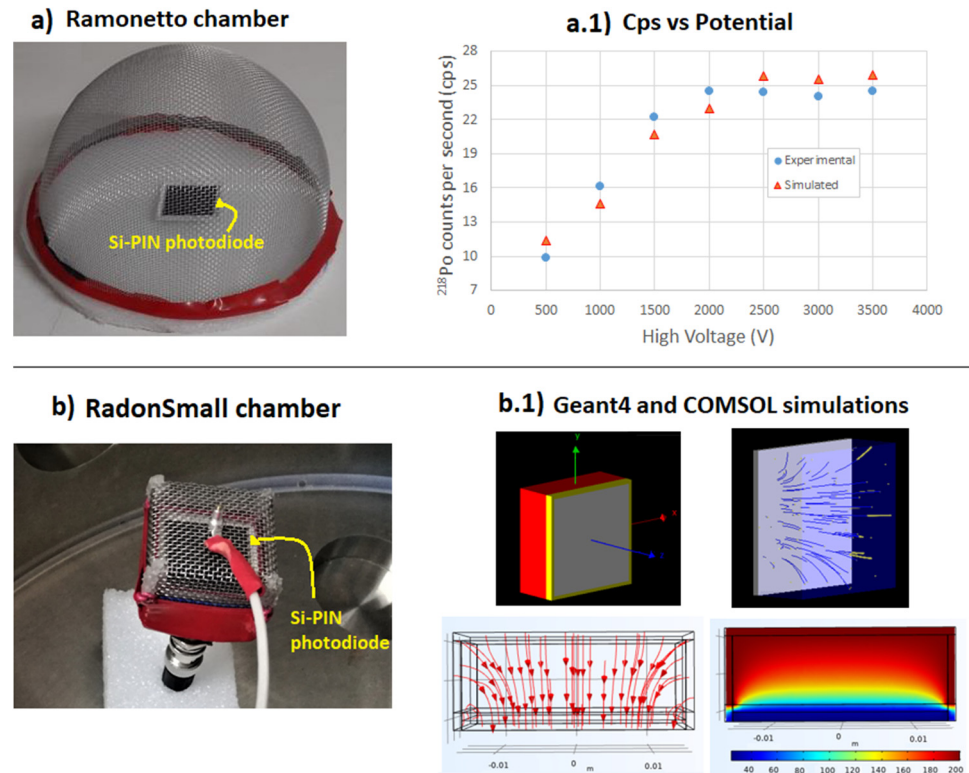 a) Ramonetto chamber
Si-PIN photodiode
a.1) Cps vs Potential
28
25
22
19
16
13
10
7
²¹⁸Po counts per second (cps)
Experimental
Simulated
0 500 1000 1500 2000 2500 3000 3500 4000
High Voltage (V)
b) RadonSmall chamber
Si-PIN
photodiode
b.1) Geant4 and COMSOL simulations
y
x
z
-0.01 0 0.01
m
-0.01 0 0.01
m
40 60 80 100 120 140 160 180 200